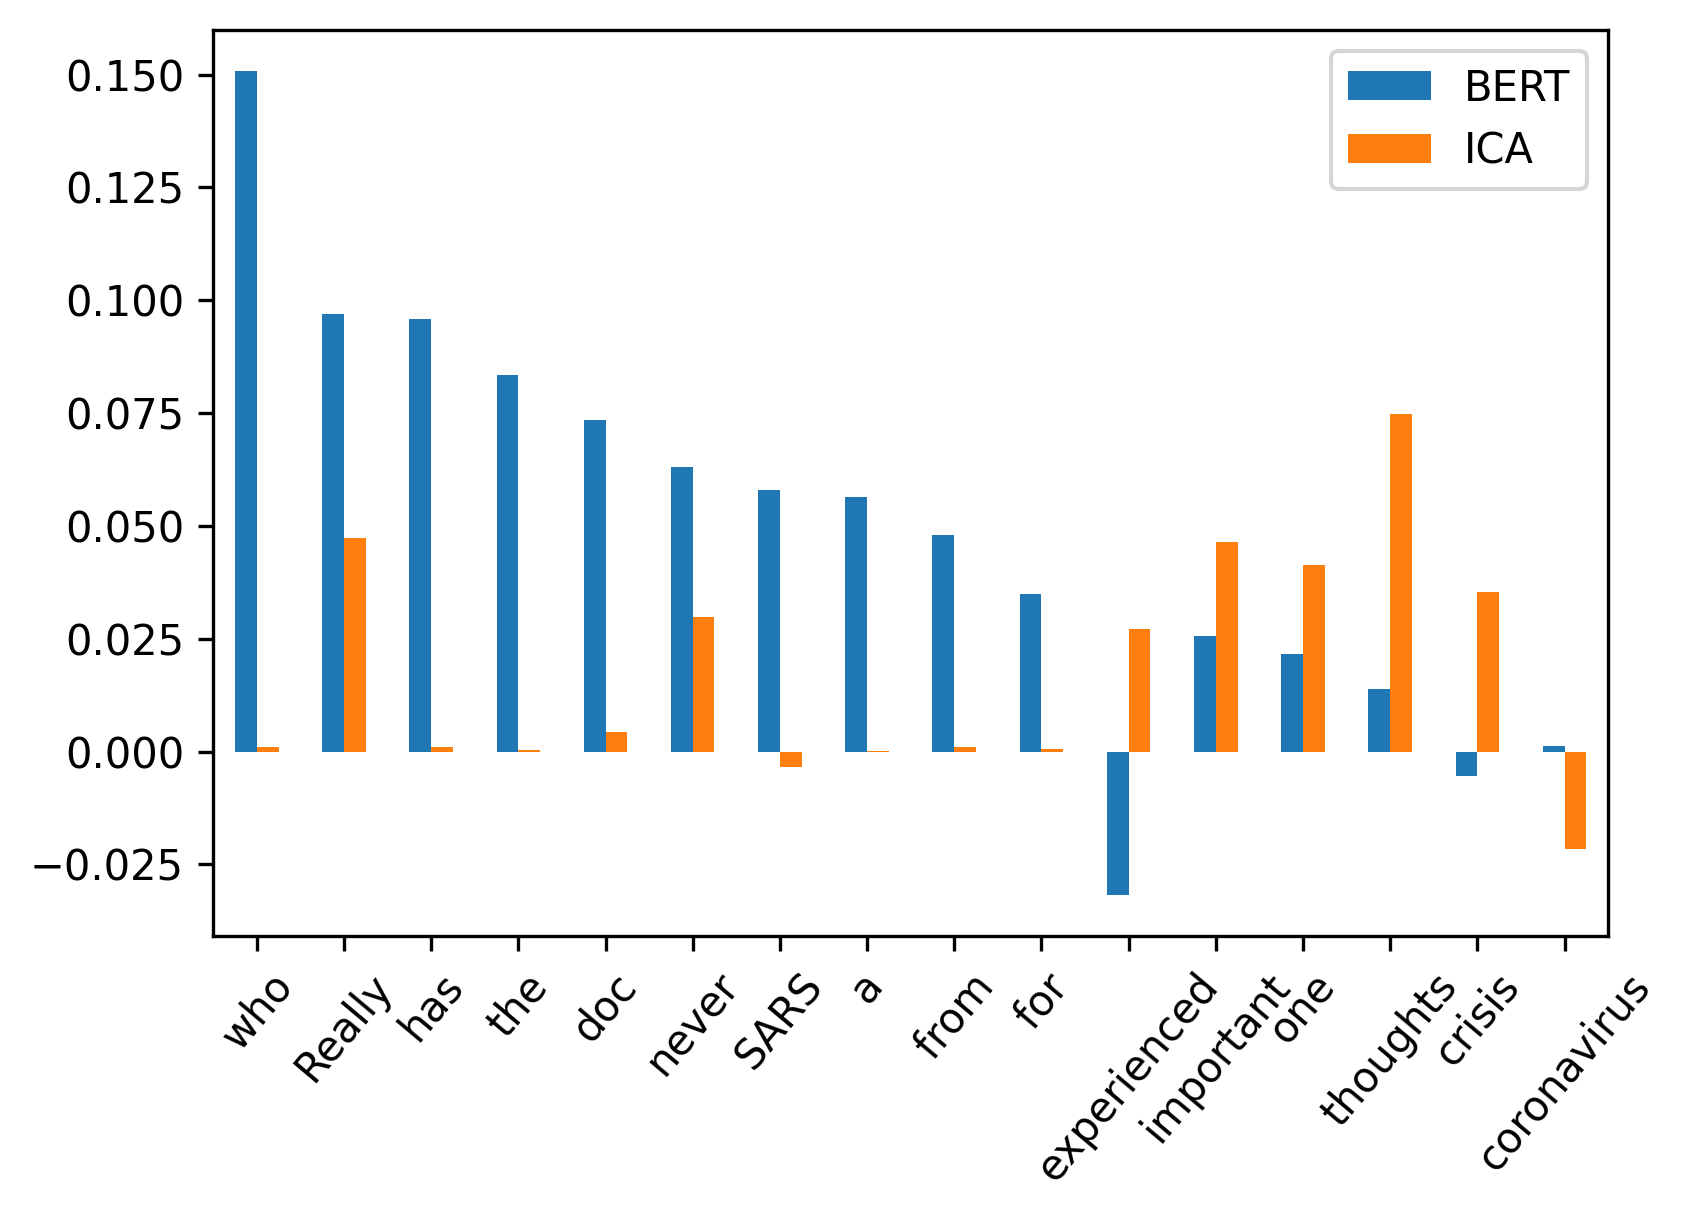 BERT
ICA
0.150
0.125
0.100
0.075
0.050
0.025
0.000
−0.025
who
Really
has
the
doc
never
SARS
a
from
for
experienced
important
one
thoughts
crisis
coronavirus